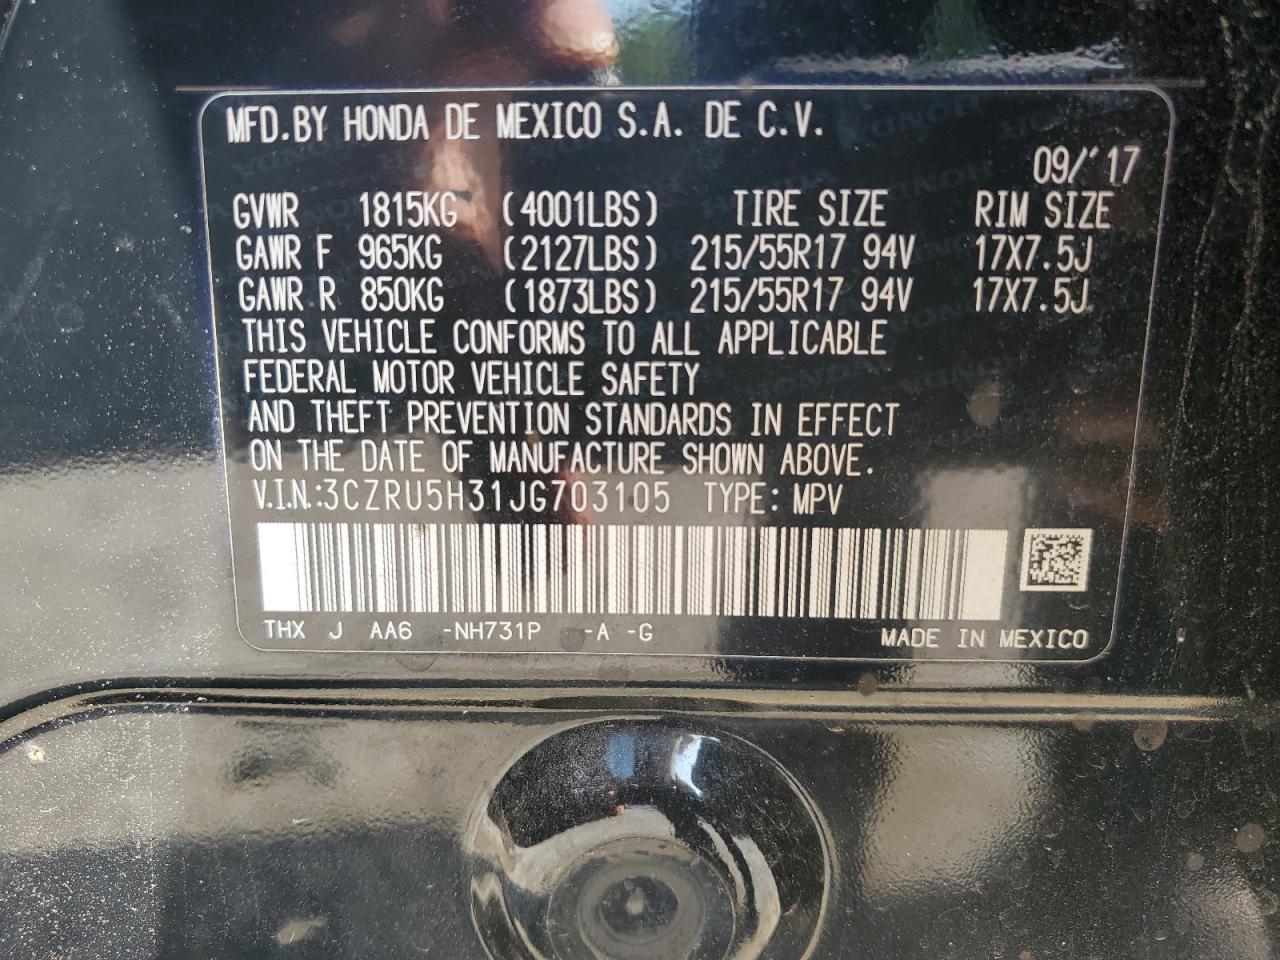 MFD.BY HONDA DE MEXICO S.A. DE C.V.
09/'17
GVWR 1815KG (4001LBS) TIRE SIZE RIM SIZE
GAWR F 965KG (2127LBS) 215/55R17 94V 17X7.5J
GAWR R 850KG (1873LBS) 215/55R17 94V 17X7.5J
THIS VEHICLE CONFORMS TO ALL APPLICABLE
FEDERAL MOTOR VEHICLE SAFETY
AND THEFT PREVENTION STANDARDS IN EFFECT
ON THE DATE OF MANUFACTURE SHOWN ABOVE.
V.I.N.:3CZRU5H31JG703105 TYPE: MPV
THX J AA6 -NH731P -A -G MADE IN MEXICO